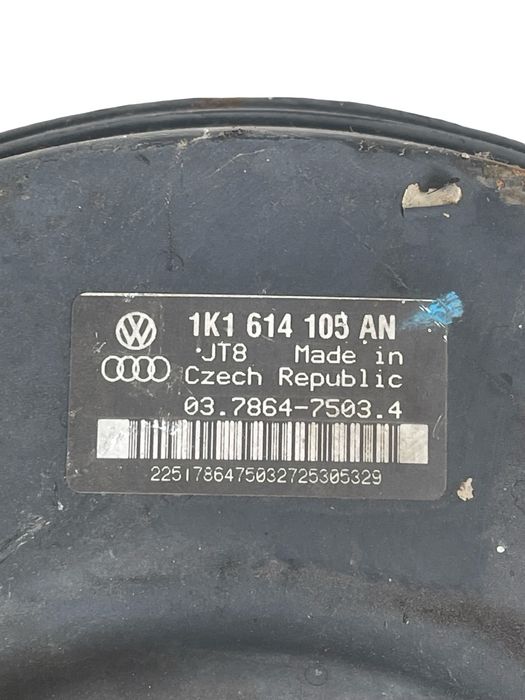 1K1 614 105 AN
JT8 Made in
Czech Republic
03.7864-7503.4
225178647503272530532​9